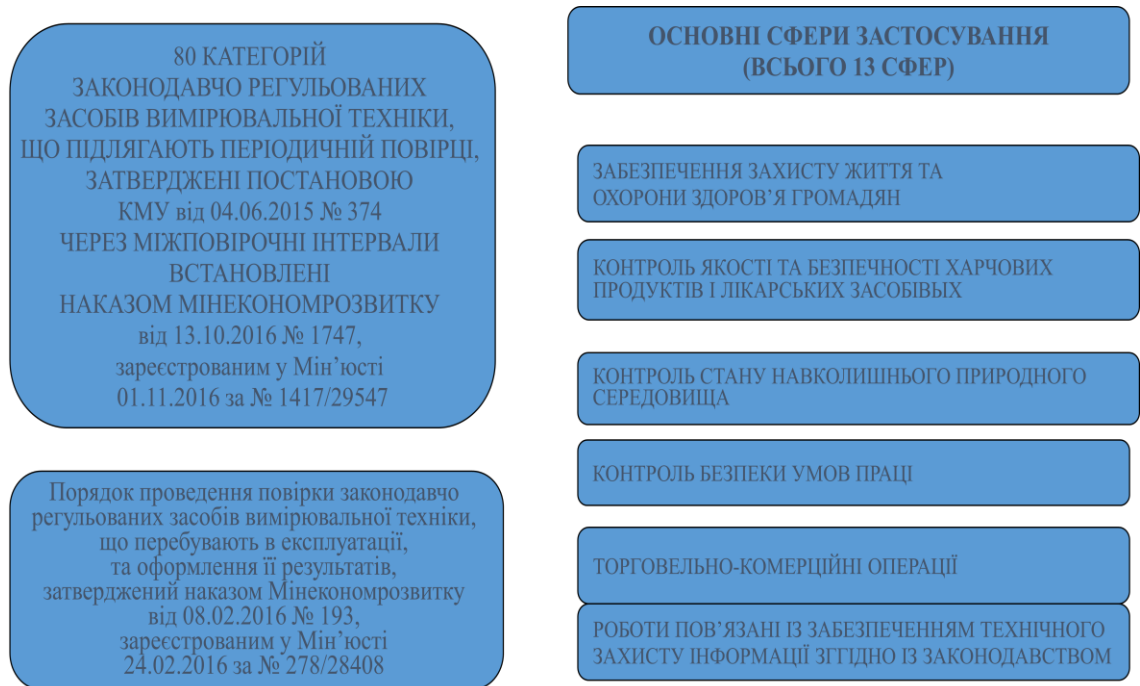 80 КАТЕГОРІЙ
ЗАКОНОДАВЧО РЕГУЛЬОВАНИХ
ЗАСОБІВ ВИМІРЮВАЛЬНОЇ ТЕХНІКИ,
ЩО ПІДЛЯГАЮТЬ ПЕРІОДИЧНІЙ ПОВІРЦІ,
ЗАТВЕРДЖЕНІ ПОСТАНОВОЮ
КМУ від 04.06.2015 № 374
ЧЕРЕЗ МІЖПОВІРОЧНІ ІНТЕРВАЛИ
ВСТАНОВЛЕНІ
НАКАЗОМ МІНЕКОНОМРОЗВИТКУ
від 13.10.2016 № 1747,
зареєстрованим у Мін’юсті
01.11.2016 за № 1417/29547
Порядок проведення повірки законодавчо
регульованих засобів вимірювальної техніки,
що перебувають в експлуатації,
та оформлення її результатів,
затверджений наказом Мінекономрозвитку
від 08.02.2016 № 193,
зареєстрованим у Мін’юсті
24.02.2016 за № 278/28408
ОСНОВНІ СФЕРИ ЗАСТОСУВАННЯ
(ВСЬОГО 13 СФЕР)
ЗАБЕЗПЕЧЕННЯ ЗАХИСТУ ЖИТТЯ ТА
ОХОРОНИ ЗДОРОВ’Я ГРОМАДЯН
КОНТРОЛЬ ЯКОСТІ ТА БЕЗПЕЧНОСТІ ХАРЧОВИХ
ПРОДУКТІВ І ЛІКАРСЬКИХ ЗАСОБІВЫХ
КОНТРОЛЬ СТАНУ НАВКОЛИШНЬОГО ПРИРОДНОГО
СЕРЕДОВИЩА
КОНТРОЛЬ БЕЗПЕКИ УМОВ ПРАЦІ
ТОРГОВЕЛЬНО-КОМЕРЦІЙНІ ОПЕРАЦІЇ
РОБОТИ ПОВ’ЯЗАНІ ІЗ ЗАБЕЗПЕЧЕННЯМ ТЕХНІЧНОГО
ЗАХИСТУ ІНФОРМАЦІЇ ЗГГІДНО ІЗ ЗАКОНОДАВСТВОМ